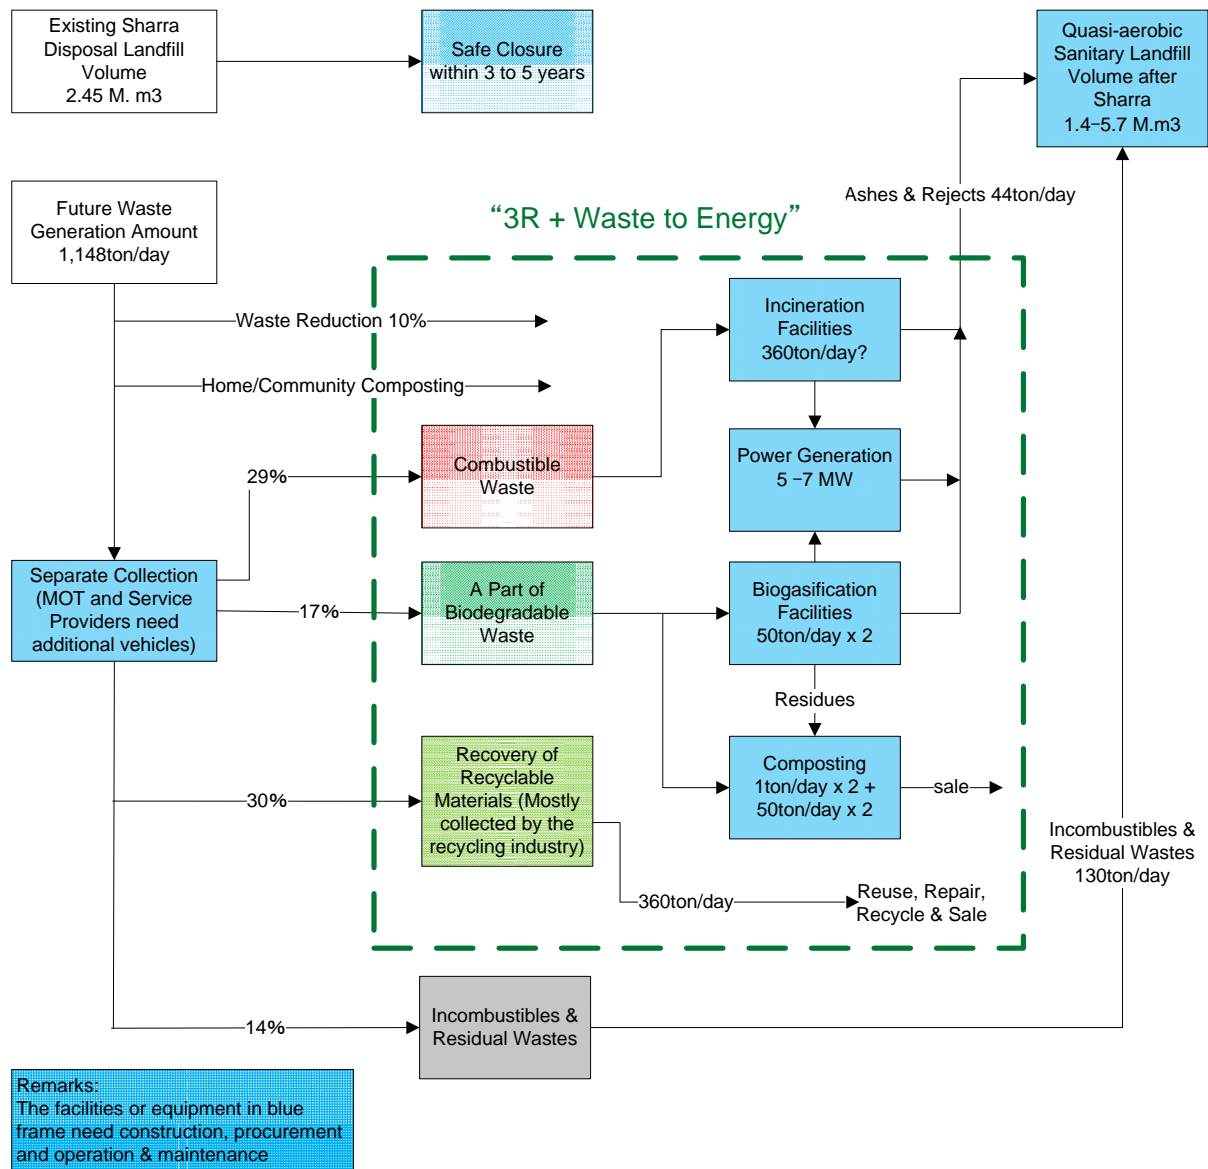 Existing Sharra
Disposal Landfill
Volume
2.45 M. m3
Safe Closure
within 3 to 5 years
Quasi-aerobic
Sanitary Landfill
Volume after
Sharra
1.4-5.7 M.m3
Future Waste
Generation Amount
1,148ton/day
Ashes & Rejects 44ton/day
“3R + Waste to Energy”
Waste Reduction 10%
Home/Community Composting
Incineration
Facilities
360ton/day?
29%
Combustible
Waste
Power Generation
5 -7 MW
Separate Collection
(MOT and Service
Providers need
additional vehicles)
17%
A Part of
Biodegradable
Waste
Biogasification
Facilities
50ton/day x 2
Residues
30%
Recovery of
Recyclable
Materials (Mostly
collected by the
recycling industry)
Composting
1ton/day x 2 +
50ton/day x 2
sale
360ton/day
Reuse, Repair,
Recycle & Sale
Incombustibles &
Residual Wastes
130ton/day
14%
Incombustibles &
Residual Wastes
Remarks:
The facilities or equipment in blue
frame need construction, procurement
and operation & maintenance